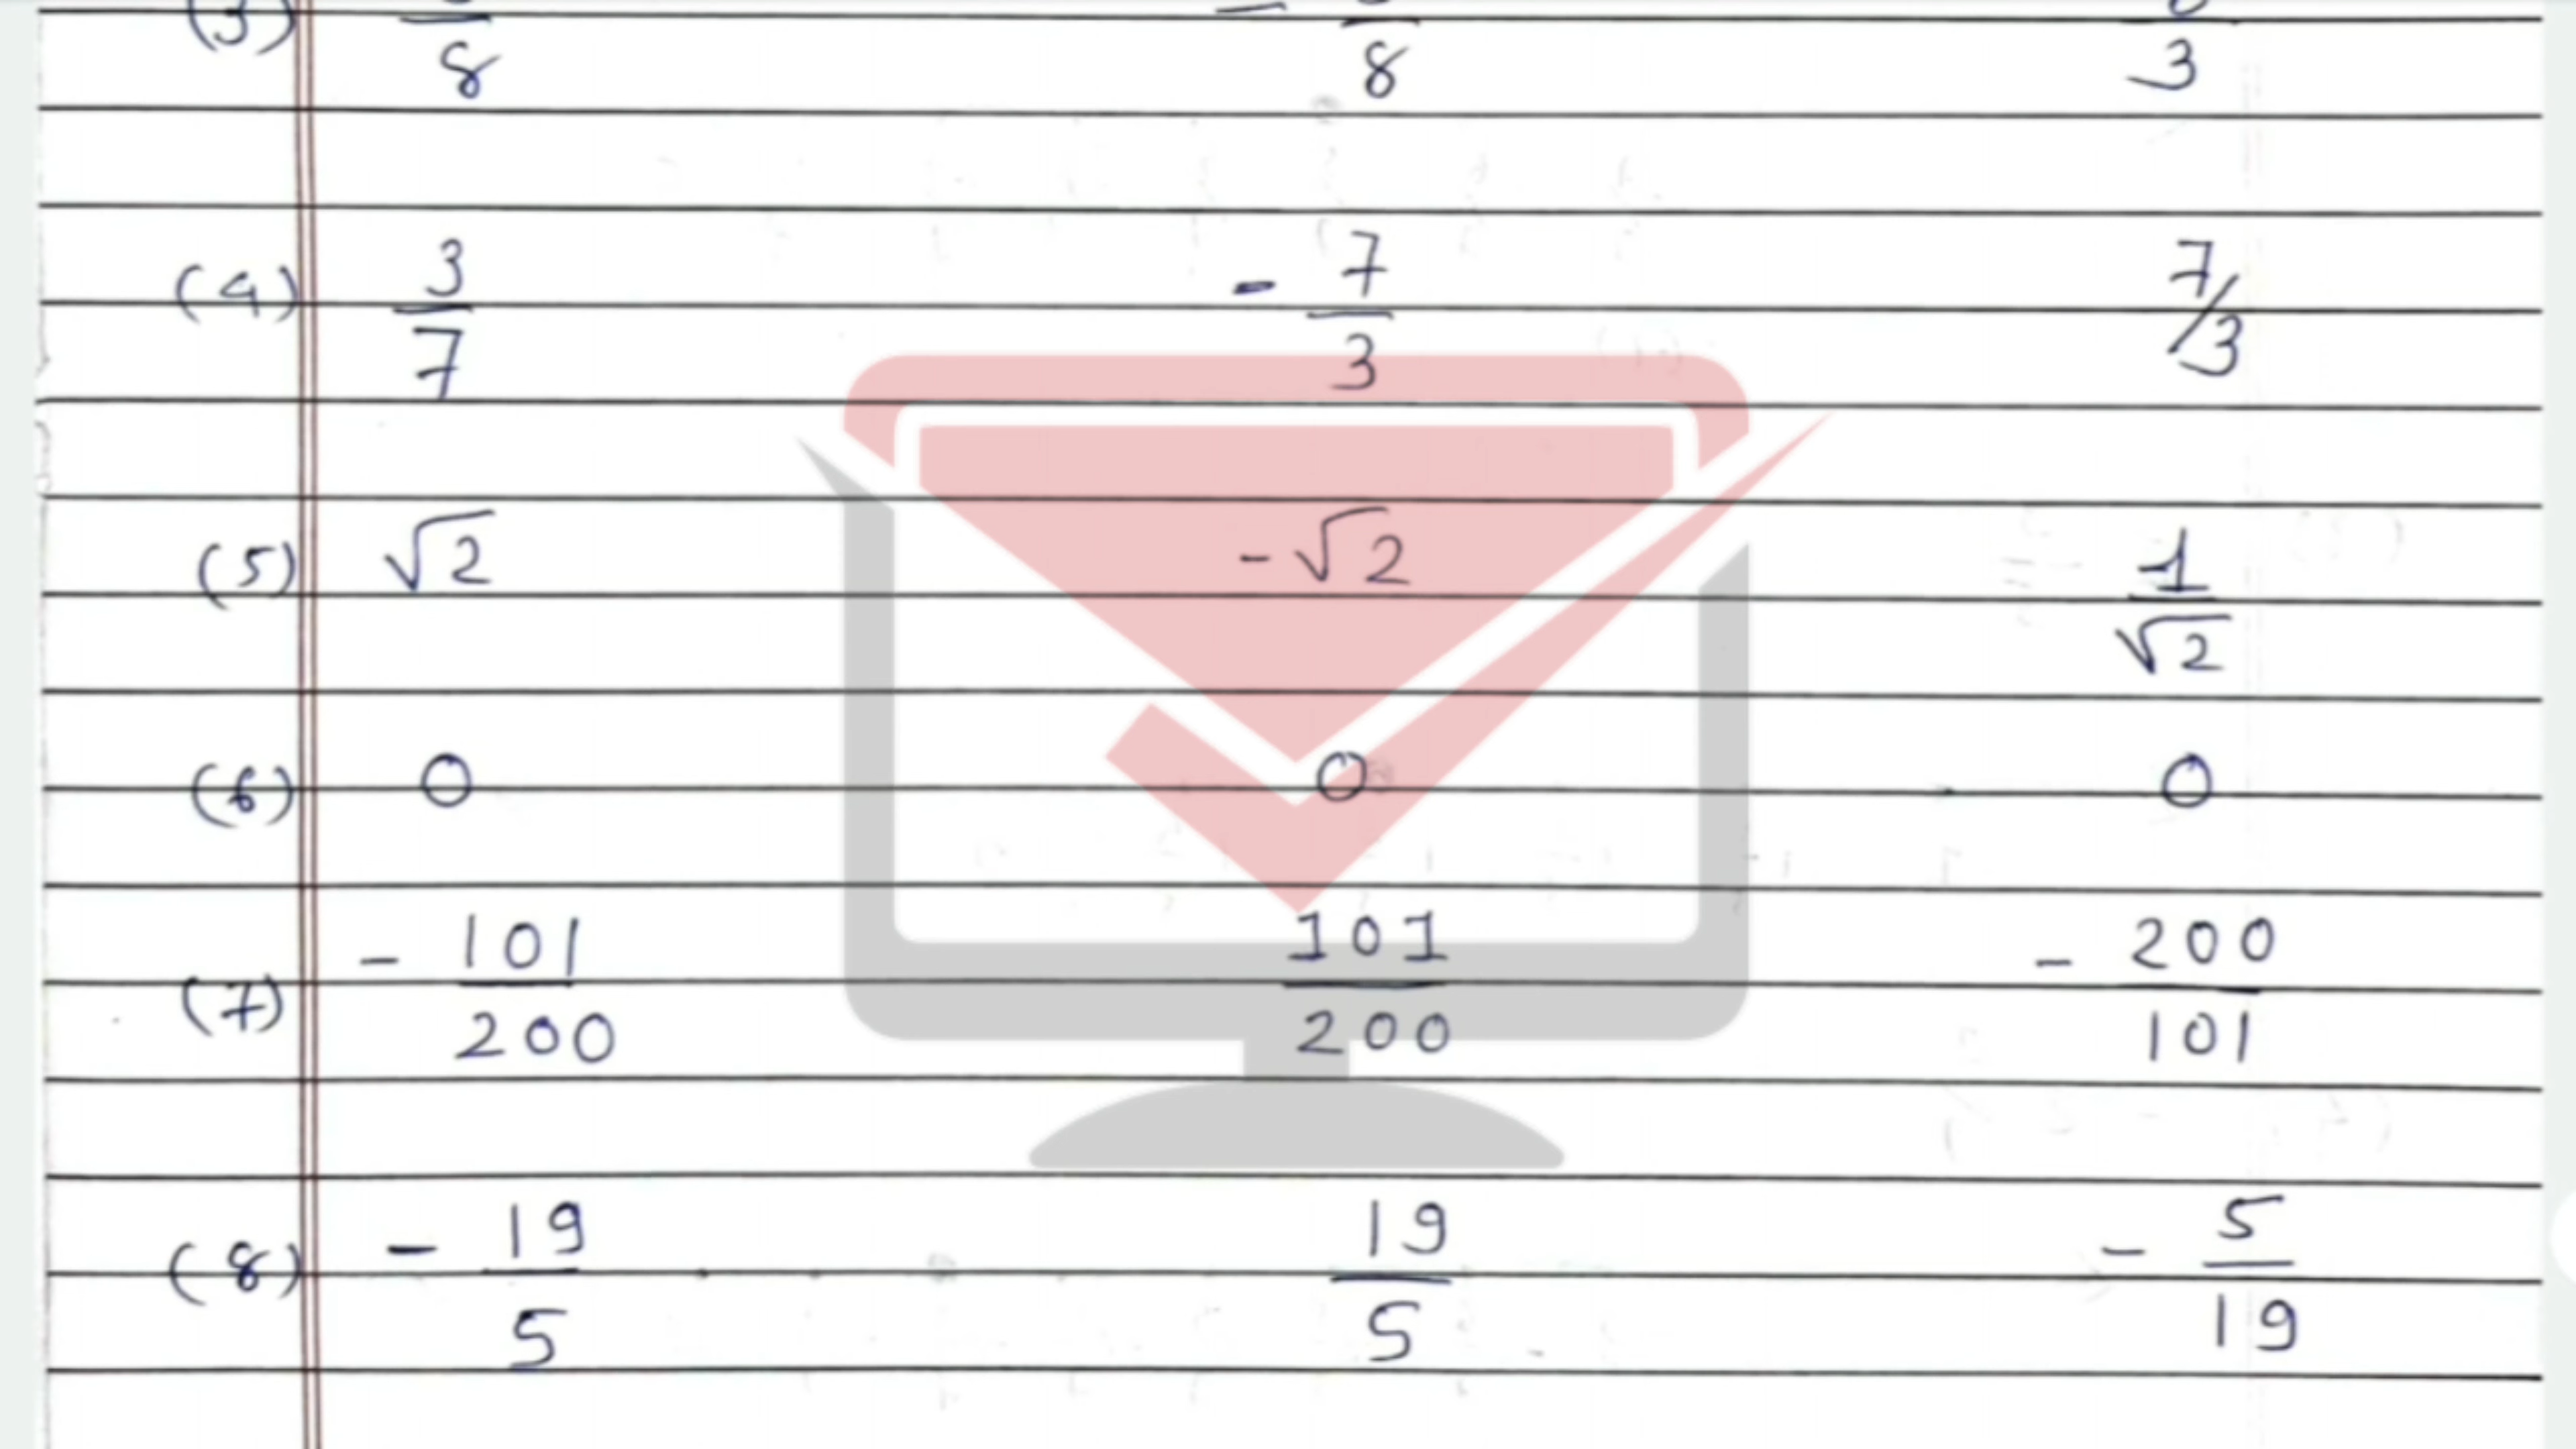 (3) 8 - 8 3
(4) 3/7 - 7/3 7/3
(5) √2 -√2 1/√2
(6) 0 0 0
(7) - 101/200 101/200 - 200/101
(8) - 19/5 19/5 - 5/19